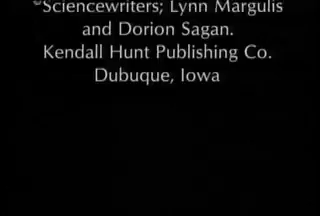 ©Sciencewriters; Lynn Margulis
and Dorion Sagan.
Kendall Hunt Publishing Co.
Dubuque, Iowa